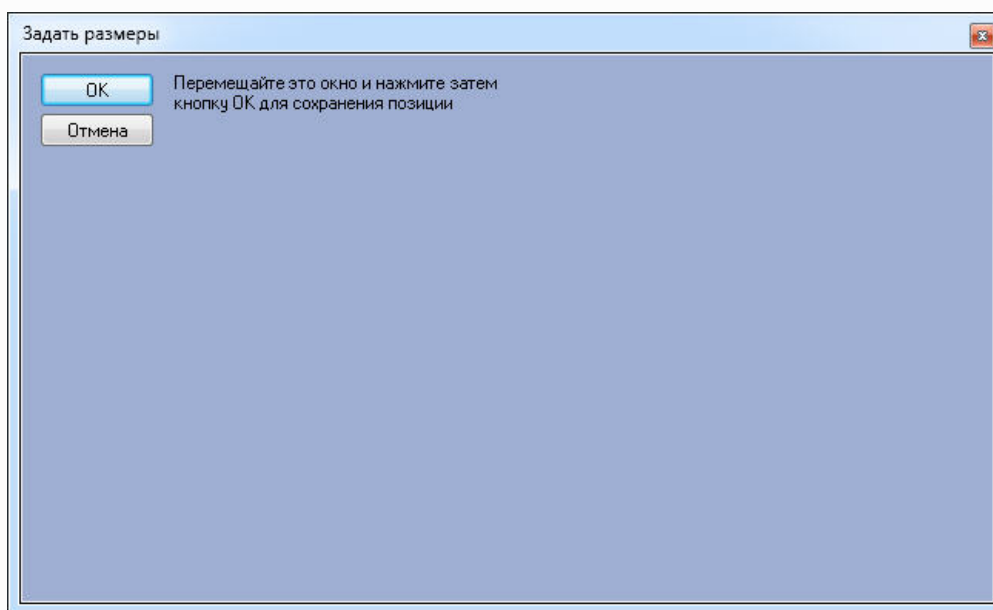 Задать размеры
OK
Перемещайте это окно и нажмите затем
кнопку OK для сохранения позиции
Отмена